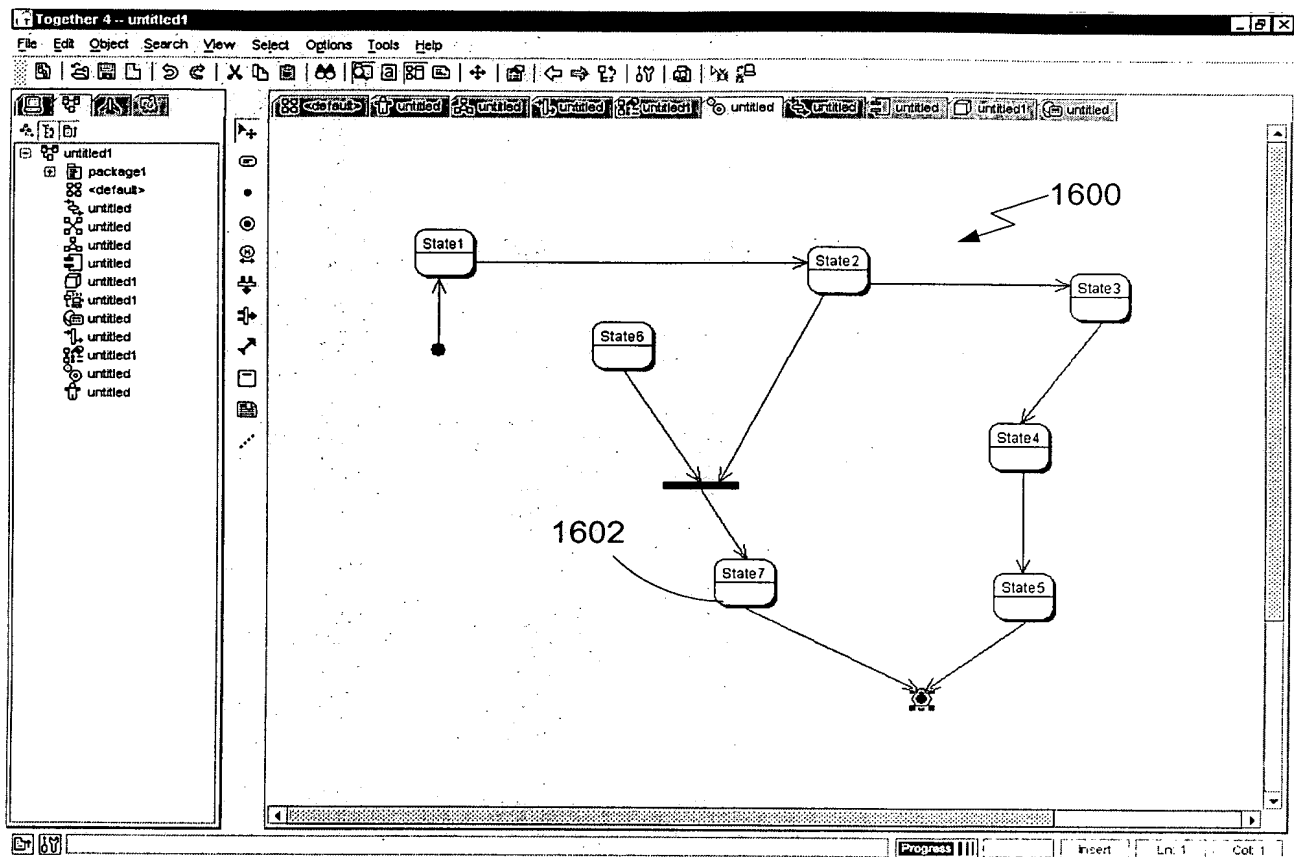 Together 4 -- untitled1
File Edit Object Search View Select Options Tools Help
<default> untitled untitled untitled untitled1 untitled untitled untitled untitled1 untitled
untitled1
package1
<default>
untitled
untitled
untitled
untitled
untitled1
untitled1
untitled
untitled
untitled1
untitled
untitled
1600
State1
State2
State3
State6
State4
1602
State7
State5
Progress
Insert
Ln: 1
Col: 1